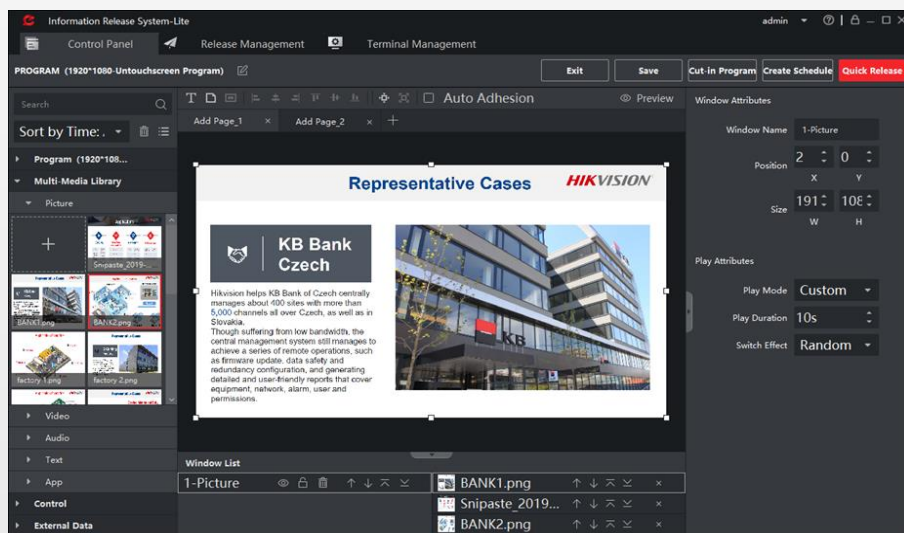 Information Release System-Lite
admin
Control Panel
Release Management
Terminal Management
PROGRAM (1920*1080-Untouchscreen Program)
Exit
Save
Cut-in Program
Create Schedule
Quick Release
Search
Sort by Time:.
Program (1920*108...
Multi-Media Library
Picture
Snipaste_2019-...
BANK1.png
BANK2.png
factory 1.png
factory 2.png
Video
Audio
Text
App
Control
External Data
T
Auto Adhesion
Preview
Add Page_1
Add Page_2
Representative Cases
HIKVISION
KB Bank
Czech
Hikvision helps KB Bank of Czech centrally
manages about 400 sites with more than
5,000 channels all over Czech, as well as in
Slovakia.
Though suffering from low bandwidth, the
central management system still manages to
achieve a series of remote operations, such
as firmware update, data safety and
redundancy configuration, and generating
detailed and user-friendly reports that cover
equipment, network, alarm, user and
permissions.
KB
Window List
1-Picture
BANK1.png
Snipaste_2019...
BANK2.png
Window Attributes
Window Name
1-Picture
Position
2
0
X
Y
Size
191
108
W
H
Play Attributes
Play Mode
Custom
Play Duration
10s
Switch Effect
Random